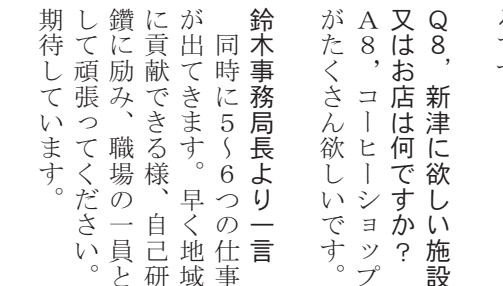 Q8, 新津に欲しい施設
又はお店は何ですか？
A8, コーヒーショップ
がたくさん欲しいです。
鈴木事務局長より一言
同時に5～6つの仕事
が出てきます。早く地域
に貢献できる様、自己研
鑽に励み、職場の一員と
して頑張ってください。
期待しています。